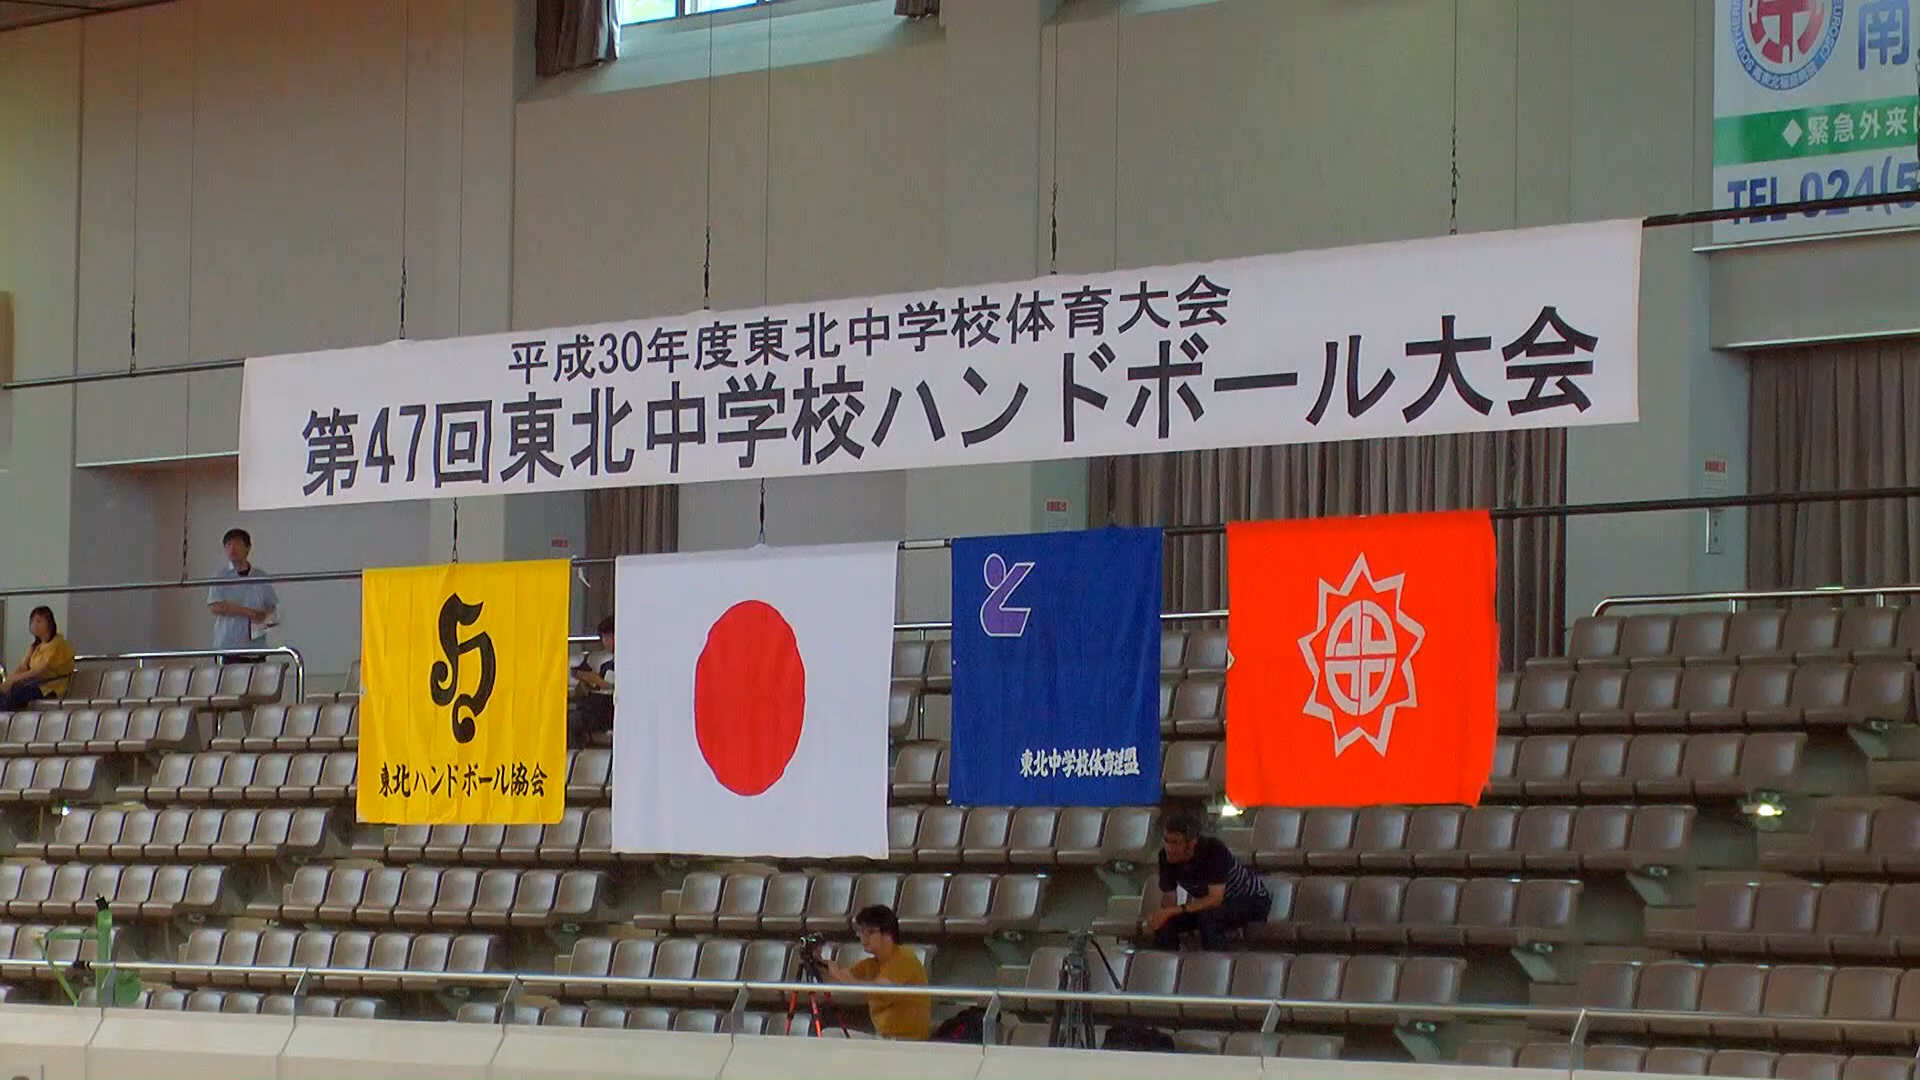 南
◆緊急外来
TEL 024(5
平成30年度東北中学校体育大会
第47回東北中学校ハンドボール大会
東北ハンドボール協会
東北中学校体育連盟